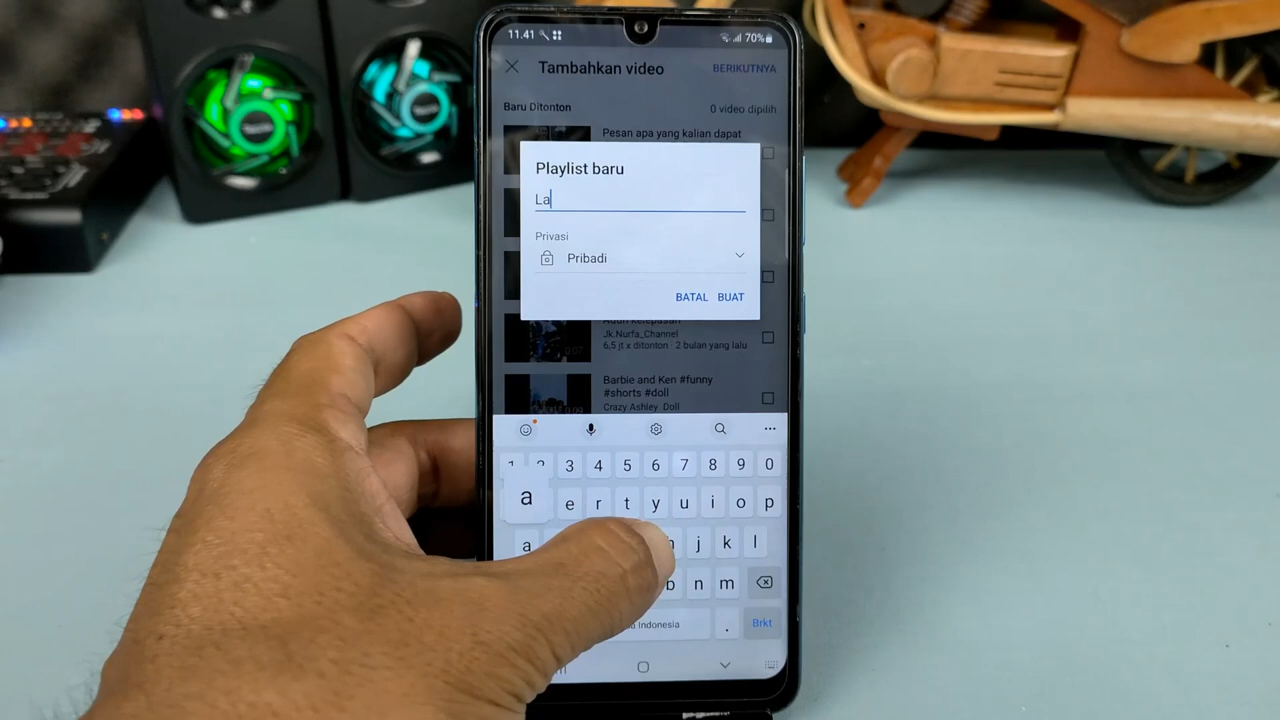 11.41
70%
Tambahkan video
BERIKUTNYA
Baru Ditonton
0 video dipilih
Pesan apa yang kalian dapat
Playlist baru
La
Privasi
Pribadi
BATAL BUAT
Jk.Nurfa_Channel
6,5 jt x ditonton · 2 bulan yang lalu
0:07
Barbie and Ken #funny
#shorts #doll
Crazy Ashley Doll
3 4 5 6 7 8 9 0
a
e r t y u i o p
a j k l
b n m
Indonesia . Brkt